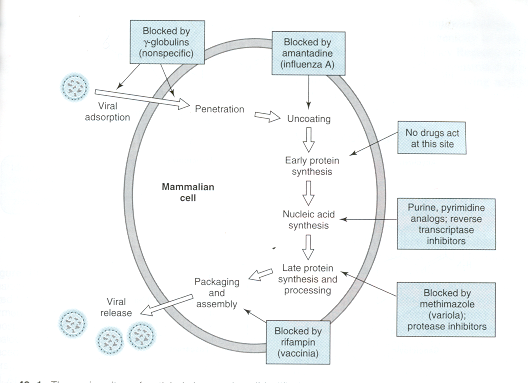 Blocked by
γ-globulins
(nonspecific)
Blocked by
amantadine
(influenza A)
Viral
adsorption
Penetration
Uncoating
No drugs act
at this site
Early protein
synthesis
Mammalian
cell
Nucleic acid
synthesis
Purine, pyrimidine
analogs; reverse
transcriptase
inhibitors
Late protein
synthesis and
processing
Packaging
and
assembly
Viral
release
Blocked by
methimazole
(variola);
protease inhibitors
Blocked by
rifampin
(vaccinia)